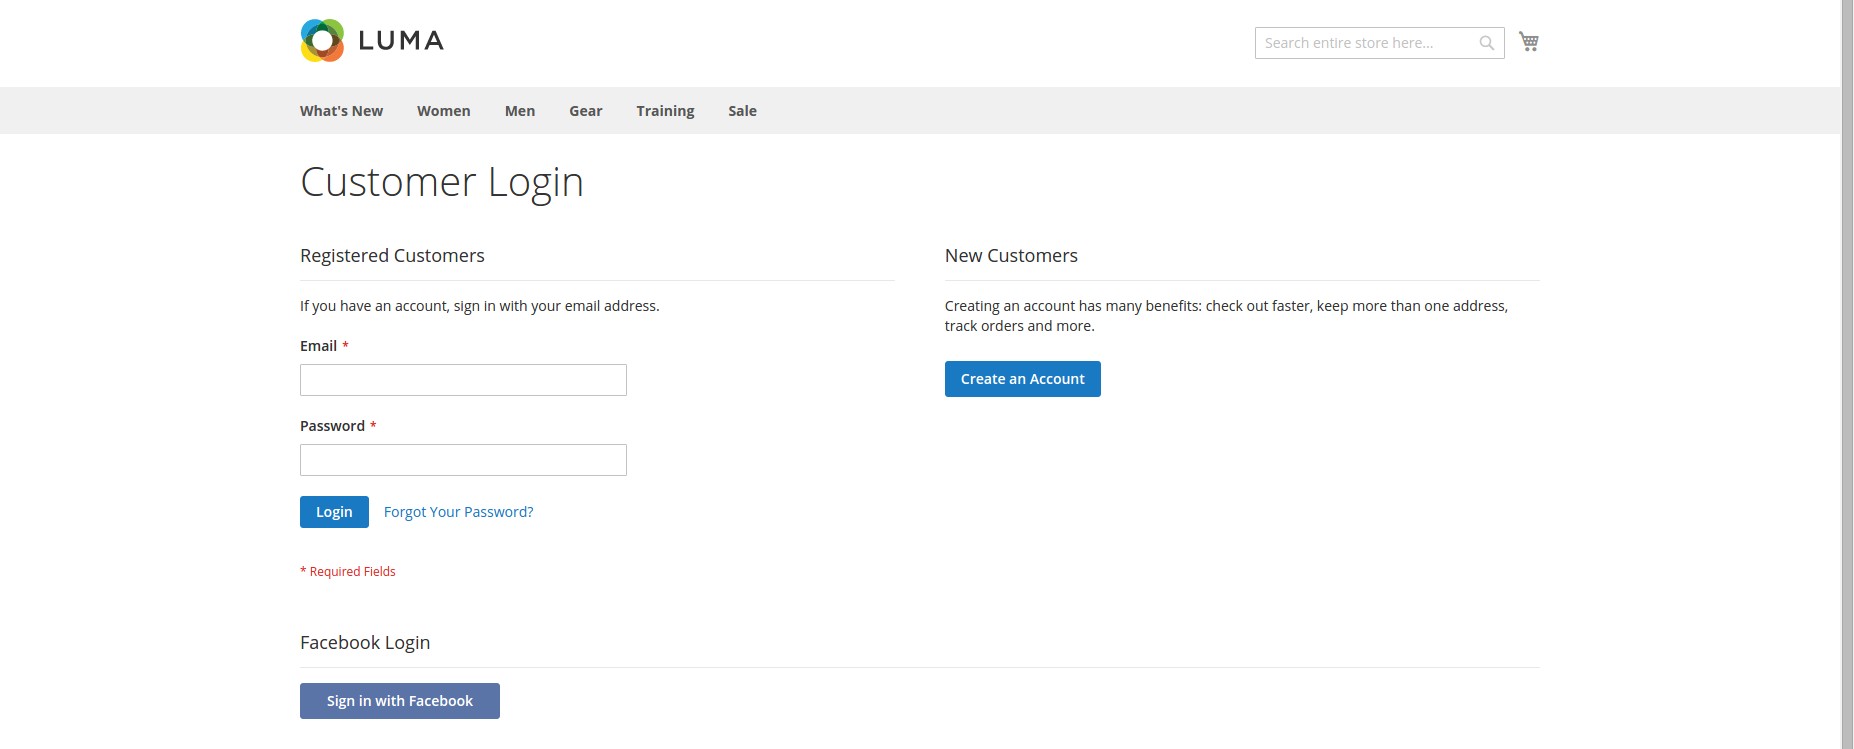 LUMA
Search entire store here...
What's New Women Men Gear Training Sale
Customer Login
Registered Customers
If you have an account, sign in with your email address.
Email *
Password *
Login Forgot Your Password?
* Required Fields
New Customers
Creating an account has many benefits: check out faster, keep more than one address,
track orders and more.
Create an Account
Facebook Login
Sign in with Facebook